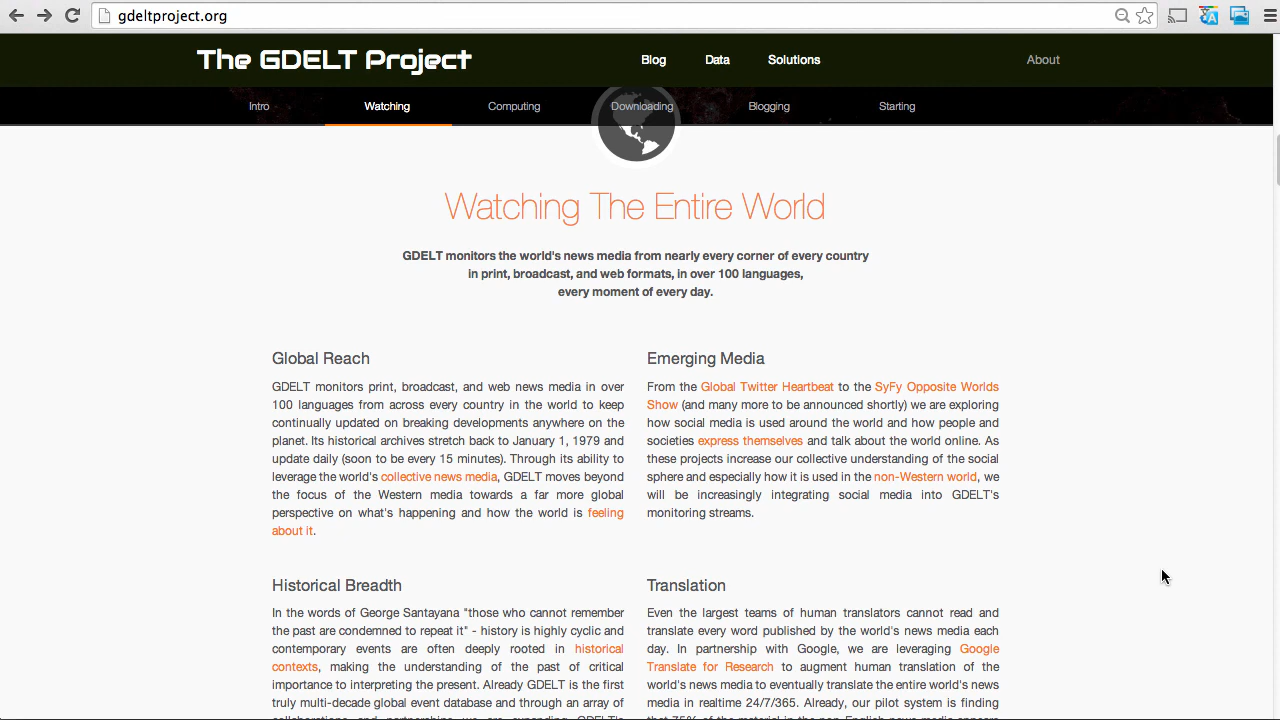 gdeltproject.org
The GDELT Project
Blog
Data
Solutions
About
Intro
Watching
Computing
Downloading
Blogging
Starting
Watching The Entire World
GDELT monitors the world's news media from nearly every corner of every country
in print, broadcast, and web formats, in over 100 languages,
every moment of every day.
Global Reach
GDELT monitors print, broadcast, and web news media in over
100 languages from across every country in the world to keep
continually updated on breaking developments anywhere on the
planet. Its historical archives stretch back to January 1, 1979 and
update daily (soon to be every 15 minutes). Through its ability to
leverage the world's collective news media, GDELT moves beyond
the focus of the Western media towards a far more global
perspective on what's happening and how the world is feeling
about it.
Emerging Media
From the Global Twitter Heartbeat to the SyFy Opposite Worlds
Show (and many more to be announced shortly) we are exploring
how social media is used around the world and how people and
societies express themselves and talk about the world online. As
these projects increase our collective understanding of the social
sphere and especially how it is used in the non-Western world, we
will be increasingly integrating social media into GDELT's
monitoring streams.
Historical Breadth
In the words of George Santayana "those who cannot remember
the past are condemned to repeat it" - history is highly cyclic and
contemporary events are often deeply rooted in historical
contexts, making the understanding of the past of critical
importance to interpreting the present. Already GDELT is the first
truly multi-decade global event database and through an array of
Translation
Even the largest teams of human translators cannot read and
translate every word published by the world's news media each
day. In partnership with Google, we are leveraging Google
Translate for Research to augment human translation of the
world's news media to eventually translate the entire world's news
media in realtime 24/7/365. Already, our pilot system is finding